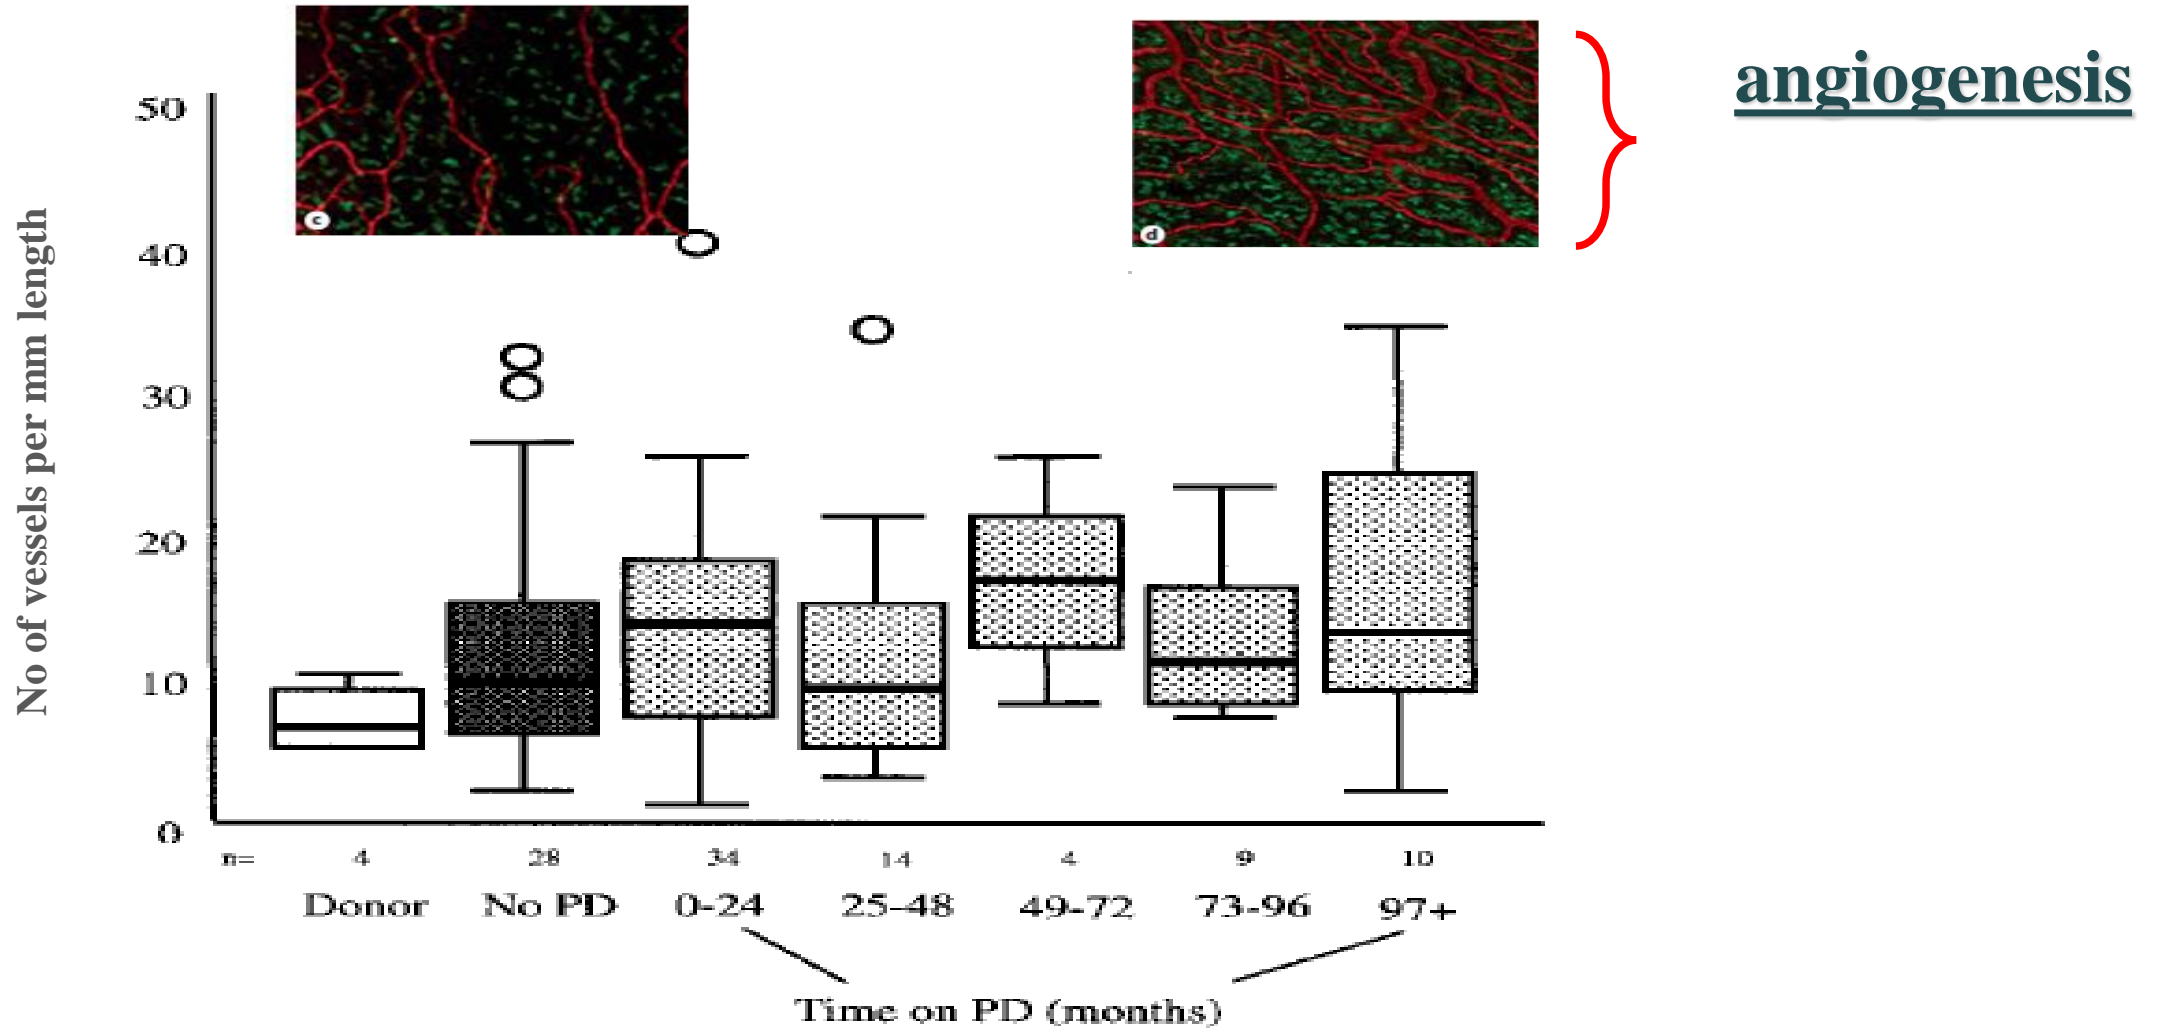 angiogenesis
c
d
No of vessels per mm length
50
40
30
20
10
0
n= 4 28 34 14 4 9 10
Donor No PD 0-24 25-48 49-72 73-96 97+
Time on PD (months)